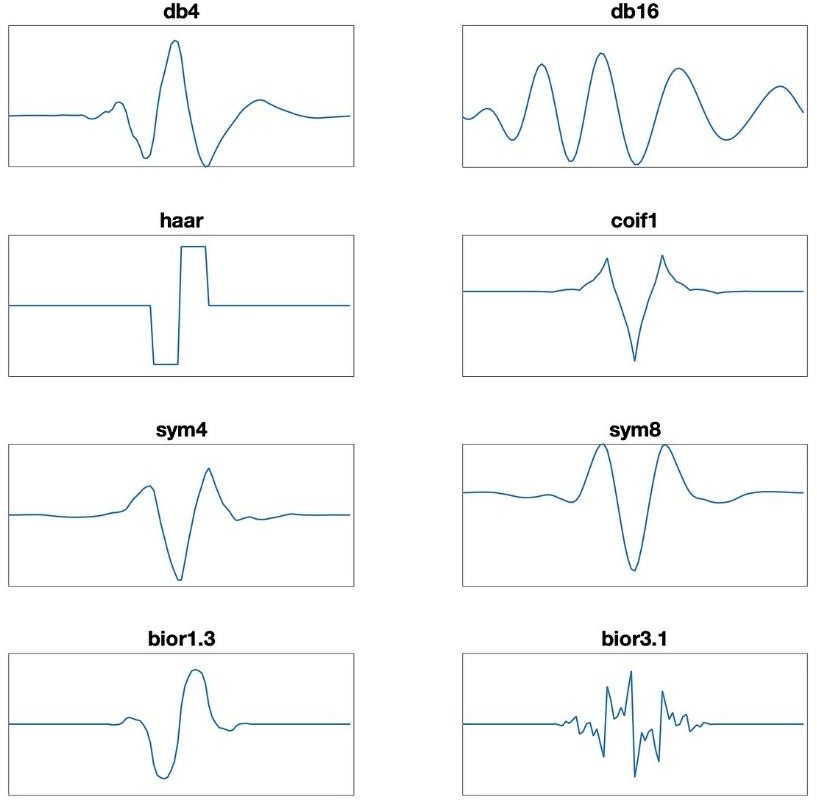 db4
db16
haar
coif1
sym4
sym8
bior1.3
bior3.1